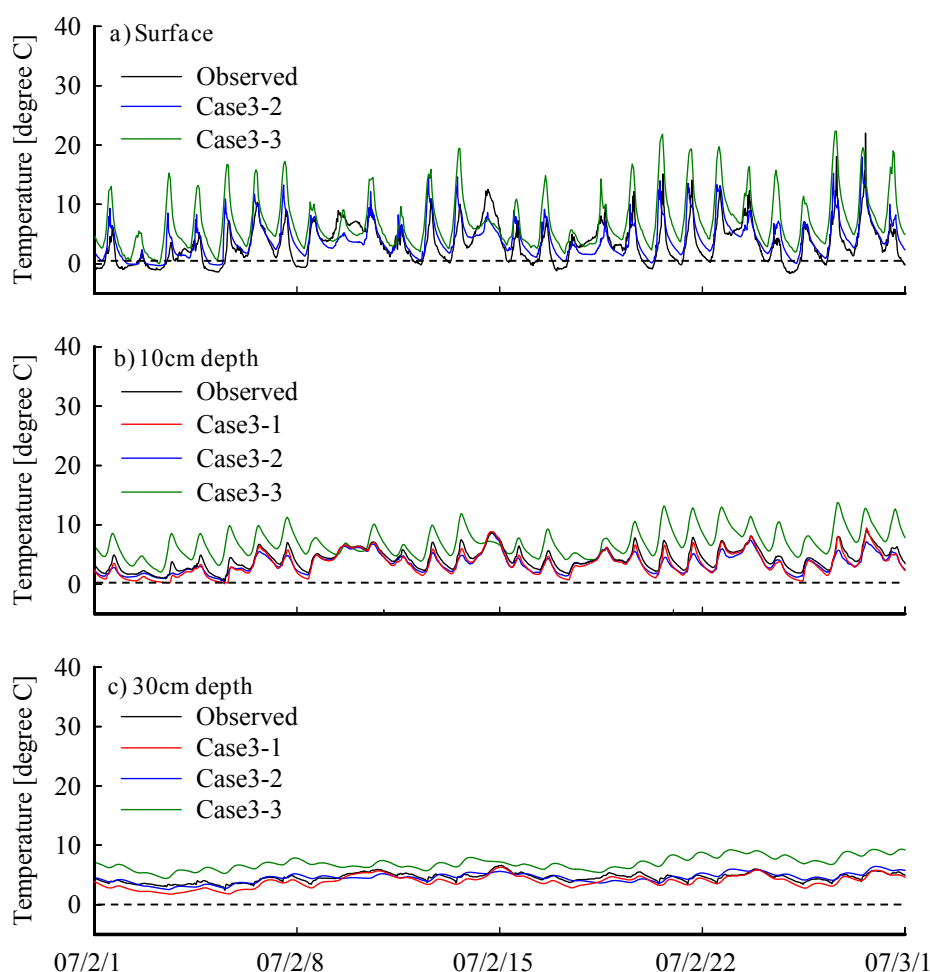 40
a) Surface
30
Observed
Case3-2
20
Case3-3
10
0
Temperature [degree C]
40
b) 10cm depth
Observed
30
Case3-1
20
Case3-2
Case3-3
10
0
Temperature [degree C]
40
c) 30cm depth
Observed
30
Case3-1
20
Case3-2
Case3-3
10
0
Temperature [degree C]
07/2/1 07/2/8 07/2/15 07/2/22 07/3/1